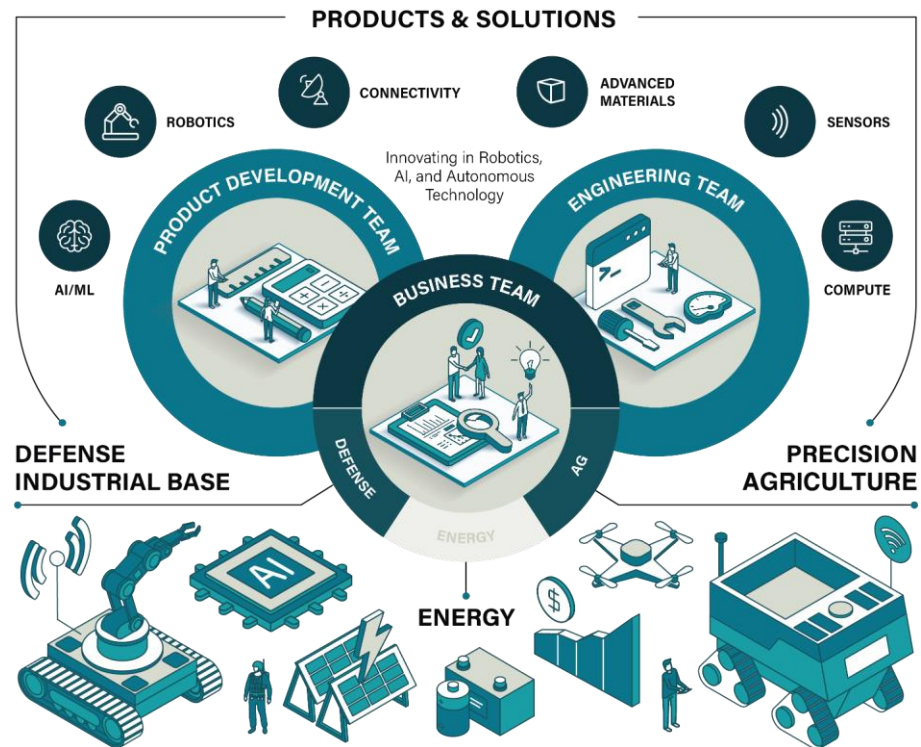 PRODUCTS & SOLUTIONS
CONNECTIVITY
ADVANCED
MATERIALS
ROBOTICS
SENSORS
Innovating in Robotics,
AI, and Autonomous
Technology
PRODUCT DEVELOPMENT TEAM
ENGINEERING TEAM
AI/ML
COMPUTE
BUSINESS TEAM
DEFENSE
INDUSTRIAL BASE
PRECISION
AGRICULTURE
DEFENSE
AG
ENERGY
AI
$
ENERGY